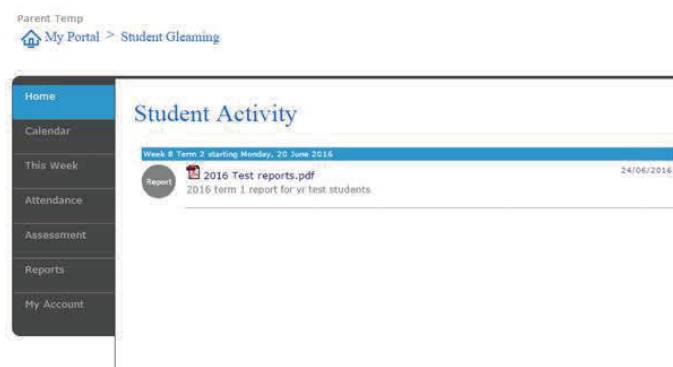 Parent Temp
My Portal > Student Gleaming
Home
Calendar
This Week
Attendance
Assessment
Reports
My Account
Student Activity
Week 8 Term 2 starting Monday, 20 June 2016
Report
2016 Test reports.pdf
24/06/2016
2016 term 1 report for yr test students